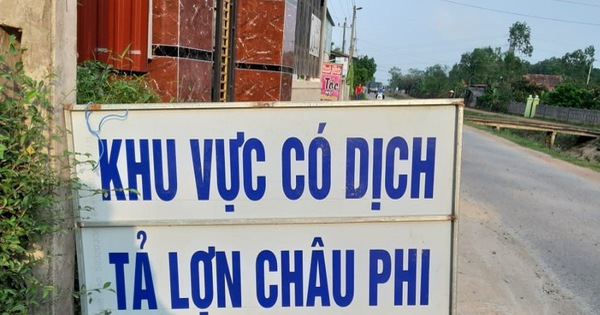 KHU VỰC CÓ DỊCH
TẢ LỢN CHÂU PHI